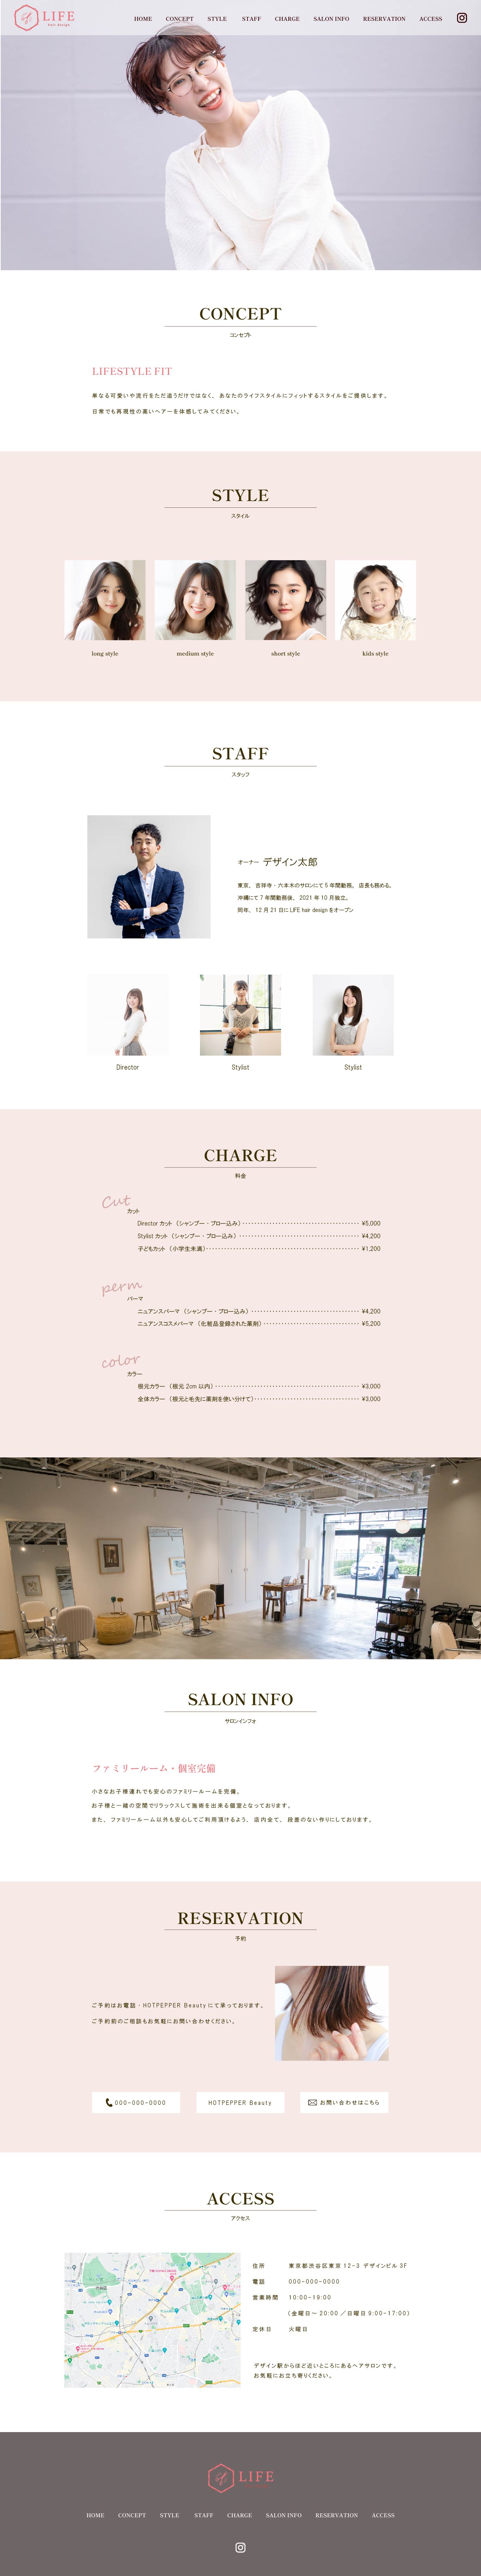 LIFE
hair design
HOME CONCEPT STYLE STAFF CHARGE SALON INFO RESERVATION ACCESS
CONCEPT
コンセプト
LIFESTYLE FIT
単なる可愛いや流行をただ追うだけではなく、あなたのライフスタイルにフィットするスタイルをご提供します。
日常でも再現性の高いヘアーを体感してみてください。
STYLE
スタイル
long style
medium style
short style
kids style
STAFF
スタッフ
オーナー デザイン太郎
東京、吉祥寺・六本木のサロンにて5年間勤務。店長も務める。
沖縄にて7年間勤務後、2021年10月独立。
同年、12月21日にLIFE hair designをオープン
Director
Stylist
Stylist
CHARGE
料金
Cut
カット
Director カット（シャンプー・ブロー込み） ¥5,000
Stylist カット（シャンプー・ブロー込み） ¥4,200
子どもカット（小学生未満） ¥1,200
perm
パーマ
ニュアンスパーマ（シャンプー・ブロー込み） ¥4,200
ニュアンスコスメパーマ（化粧品登録された薬剤） ¥5,200
color
カラー
根元カラー（根元2cm以内） ¥3,000
全体カラー（根元と毛先に薬剤を使い分けて） ¥3,000
SALON INFO
サロンインフォ
ファミリールーム・個室完備
小さなお子様連れでも安心のファミリールームを完備。
お子様と一緒の空間でリラックスして施術を出来る個室となっております。
また、ファミリールーム以外も安心してご利用頂けるよう、店内全て、段差のない作りにしております。
RESERVATION
予約
ご予約はお電話・HOTPEPPER Beautyにて承っております。
ご予約前のご相談もお気軽にお問い合わせください。
000-000-0000
HOTPEPPER Beauty
お問い合わせはこちら
ACCESS
アクセス
住所 東京都渋谷区東京12-3 デザインビル3F
電話 000-000-0000
営業時間 10:00-19:00
（金曜日〜20:00／日曜日9:00-17:00）
定休日 火曜日
デザイン駅からほど近いところにあるヘアサロンです。
お気軽にお立ち寄りください。
LIFE
HOME CONCEPT STYLE STAFF CHARGE SALON INFO RESERVATION ACCESS